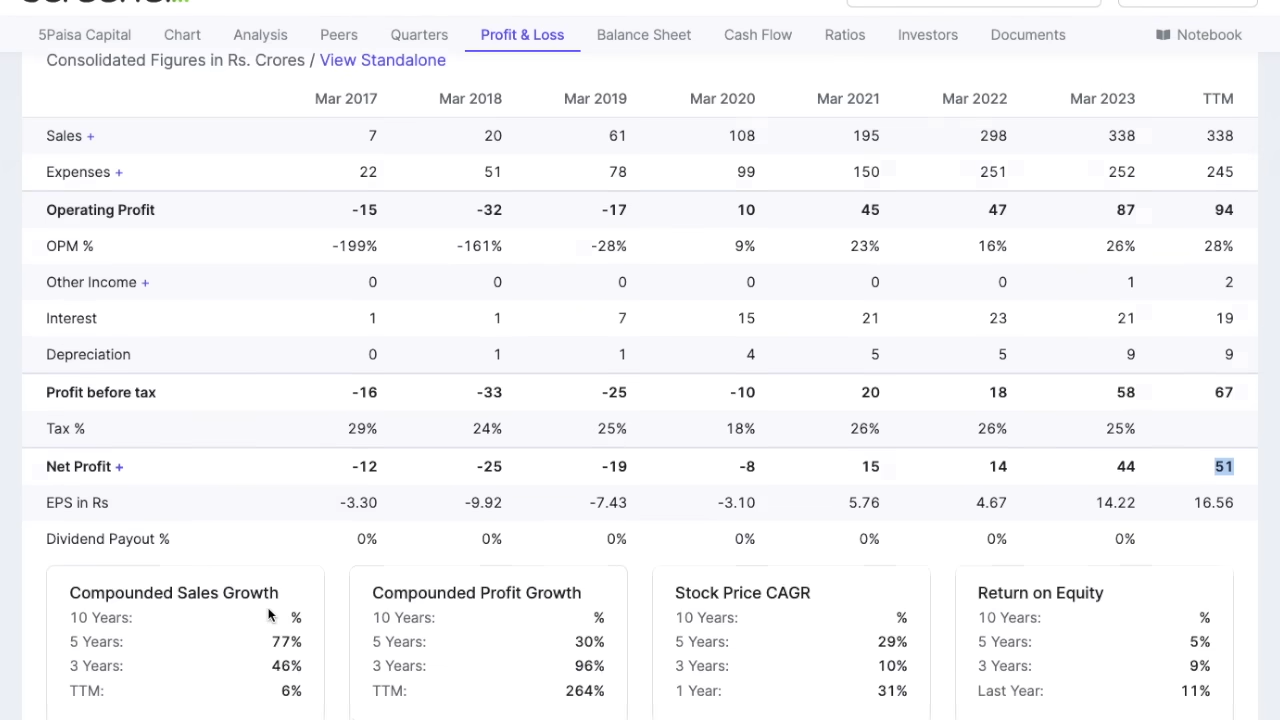 5Paisa Capital Chart Analysis Peers Quarters Profit & Loss Balance Sheet Cash Flow Ratios Investors Documents Notebook
Consolidated Figures in Rs. Crores / View Standalone
Mar 2017 Mar 2018 Mar 2019 Mar 2020 Mar 2021 Mar 2022 Mar 2023 TTM
Sales + 7 20 61 108 195 298 338 338
Expenses + 22 51 78 99 150 251 252 245
Operating Profit -15 -32 -17 10 45 47 87 94
OPM % -199% -161% -28% 9% 23% 16% 26% 28%
Other Income + 0 0 0 0 0 0 1 2
Interest 1 1 7 15 21 23 21 19
Depreciation 0 1 1 4 5 5 9 9
Profit before tax -16 -33 -25 -10 20 18 58 67
Tax % 29% 24% 25% 18% 26% 26% 25%
Net Profit + -12 -25 -19 -8 15 14 44 51
EPS in Rs -3.30 -9.92 -7.43 -3.10 5.76 4.67 14.22 16.56
Dividend Payout % 0% 0% 0% 0% 0% 0% 0%
Compounded Sales Growth
10 Years: %
5 Years: 77%
3 Years: 46%
TTM: 6%
Compounded Profit Growth
10 Years: %
5 Years: 30%
3 Years: 96%
TTM: 264%
Stock Price CAGR
10 Years: %
5 Years: 29%
3 Years: 10%
1 Year: 31%
Return on Equity
10 Years: %
5 Years: 5%
3 Years: 9%
Last Year: 11%